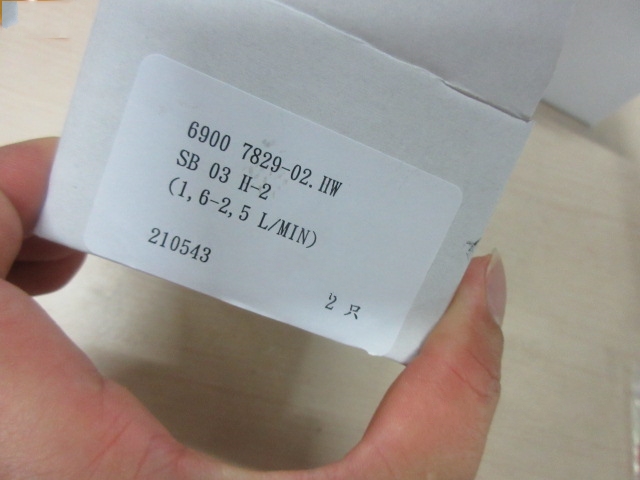 6900 7829-02.HW
SB 03 H-2
(1,6-2,5 L/MIN)
210543
2 只